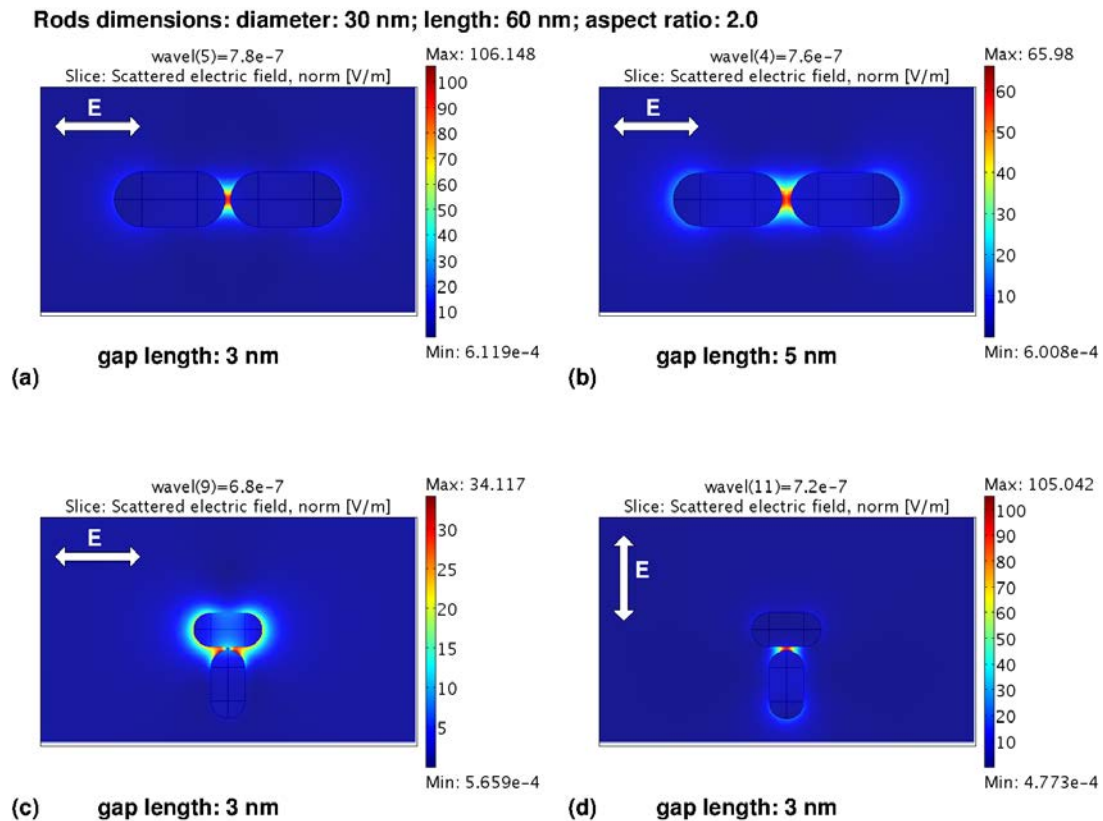 Rods dimensions: diameter: 30 nm; length: 60 nm; aspect ratio: 2.0
wavel(5)=7.8e-7
Slice: Scattered electric field, norm [V/m]
Max: 106.148
E
100
90
80
70
60
50
40
30
20
10
Min: 6.119e-4
gap length: 3 nm
(a)
wavel(4)=7.6e-7
Slice: Scattered electric field, norm [V/m]
Max: 65.98
E
60
50
40
30
20
10
Min: 6.008e-4
gap length: 5 nm
(b)
wavel(9)=6.8e-7
Slice: Scattered electric field, norm [V/m]
Max: 34.117
E
30
25
20
15
10
5
Min: 5.659e-4
gap length: 3 nm
(c)
wavel(11)=7.2e-7
Slice: Scattered electric field, norm [V/m]
Max: 105.042
E
100
90
80
70
60
50
40
30
20
10
Min: 4.773e-4
gap length: 3 nm
(d)